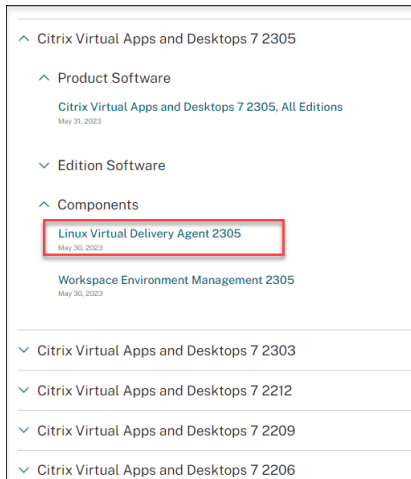 Citrix Virtual Apps and Desktops 7 2305
Product Software
Citrix Virtual Apps and Desktops 7 2305, All Editions
May 31, 2023
Edition Software
Components
Linux Virtual Delivery Agent 2305
May 30, 2023
Workspace Environment Management 2305
May 30, 2023
Citrix Virtual Apps and Desktops 7 2303
Citrix Virtual Apps and Desktops 7 2212
Citrix Virtual Apps and Desktops 7 2209
Citrix Virtual Apps and Desktops 7 2206